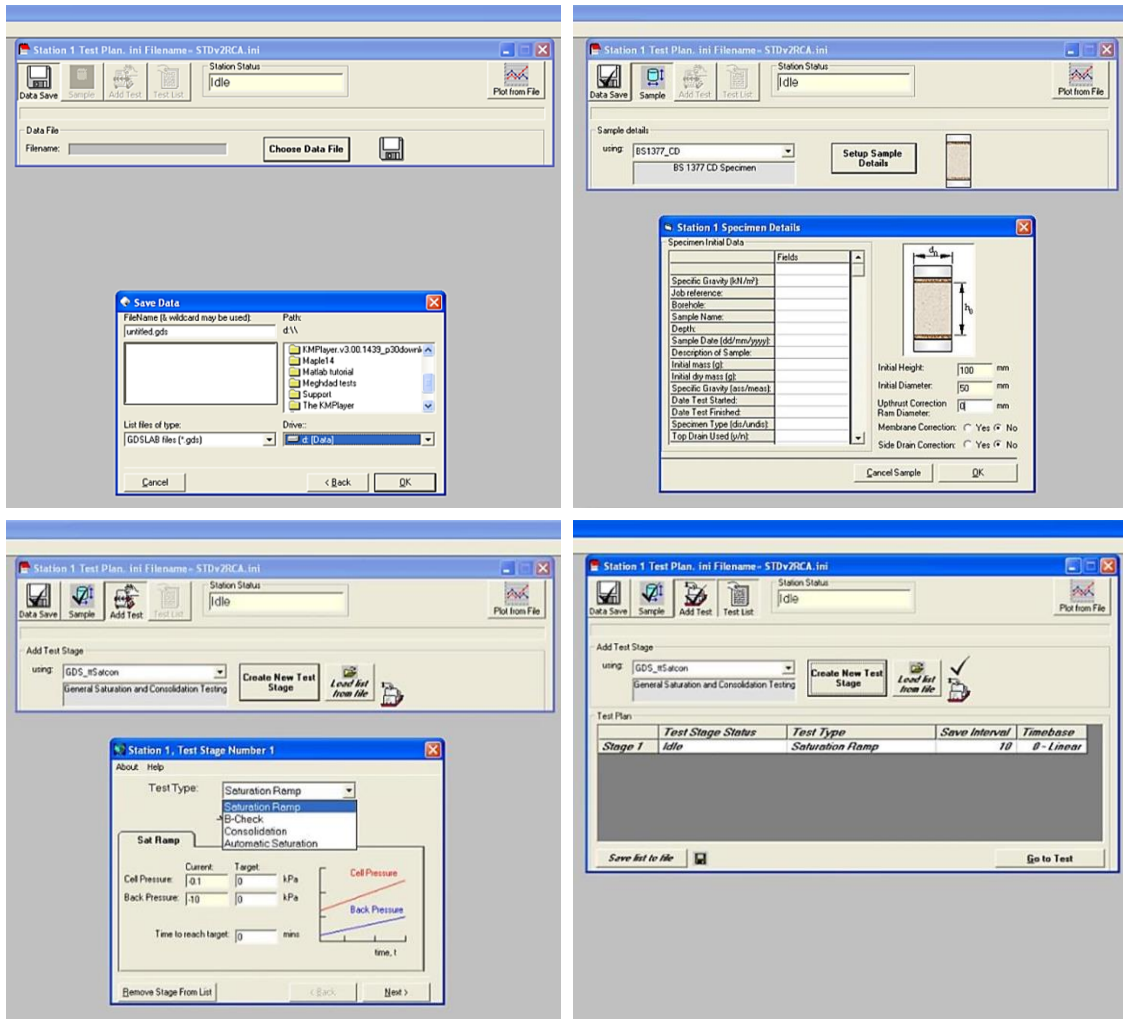 Station 1 Test Plan. ini Filename- STDv2RCA.ini
Data Save Sample Add Test Test List
Station Status
Idle
Plot from File
Data File
Filename:
Choose Data File
Save Data
FileName (& wildcard may be used):
untitled.gds
Path:
d:\\
KMPlayer.v3.00.1439_p30downl
Maple14
Matlab tutorial
Meghdad tests
Support
The KMPlayer
List files of type:
GDSLAB files (*.gds)
Drive::
d: [Data]
Cancel
< Back
OK
Station 1 Test Plan. ini Filename- STDv2RCA.ini
Data Save Sample Add Test Test List
Station Status
Idle
Plot from File
Sample details
using: BS1377_CD
BS 1377 CD Specimen
Setup Sample
Details
Station 1 Specimen Details
Specimen Initial Data
Fields
Specific Gravity (kN/m³):
Job reference:
Borehole:
Sample Name:
Depth:
Sample Date (dd/mm/yyyy):
Description of Sample:
Initial mass (g):
Initial dry mass (g):
Specific Gravity (ass/meas):
Date Test Started:
Date Test Finished:
Specimen Type (dis/undis):
Top Drain Used (y/n):
h₀
Initial Height: 100 mm
Initial Diameter: 50 mm
Upthrust Correction
Ram Diameter: 0 mm
Membrane Correction: Yes No
Side Drain Correction: Yes No
Cancel Sample
OK
Station 1 Test Plan. ini Filename- STDv2RCA.ini
Data Save Sample Add Test Test List
Station Status
Idle
Plot from File
Add Test Stage
using: GDS_#Satcon
General Saturation and Consolidation Testing
Create New Test
Stage
Load list
from file
Station 1, Test Stage Number 1
About Help
Test Type: Saturation Ramp
Saturation Ramp
B-Check
Consolidation
Automatic Saturation
Sat Ramp
Current: Target:
Cell Pressure: -0.1 0 kPa
Back Pressure: -10 0 kPa
Time to reach target: 0 mins
Cell Pressure
Back Pressure
time, t
Remove Stage From List
< Back
Next >
Station 1 Test Plan. ini Filename- STDv2RCA.ini
Data Save Sample Add Test Test List
Station Status
Idle
Plot from File
Add Test Stage
using: GDS_#Satcon
General Saturation and Consolidation Testing
Create New Test
Stage
Load list
from file
Test Plan
Test Stage Status Test Type Save Interval Timebase
Stage 1 Idle Saturation Ramp 10 0 - Linear
Save list to file
Go to Test